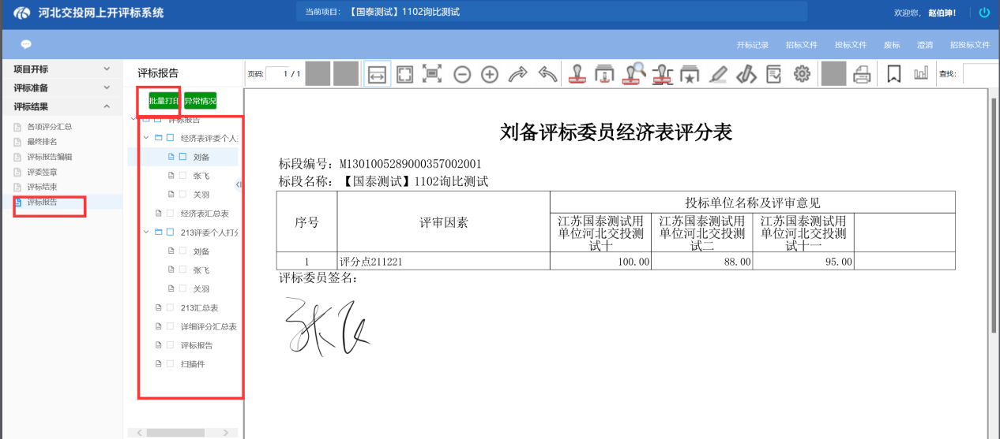 河北交投网上开评标系统
当前项目: 【国泰测试】1102询比测试
欢迎您, 赵伯珅!
开标记录 招标文件 投标文件 废标 澄清 招投标文件
项目开标
评标准备
评标结果
各项评分汇总
最终排名
评标报告编辑
评委签章
评标结束
评标报告
评标报告
批量打印 异常情况
评标报告
经济表评委个人
刘备
张飞
关羽
经济表汇总表
213评委个人打分
刘备
张飞
关羽
213汇总表
详细评分汇总表
评标报告
扫描件
页码: 1 / 1
查找:
刘备评标委员经济表评分表
标段编号: M1301005289000357002001
标段名称: 【国泰测试】1102询比测试
序号 评审因素 投标单位名称及评审意见
江苏国泰测试用单位河北交投测试十 江苏国泰测试用单位河北交投测试二 江苏国泰测试用单位河北交投测试十一
1 评分点211221 100.00 88.00 95.00
评标委员签名:
张飞